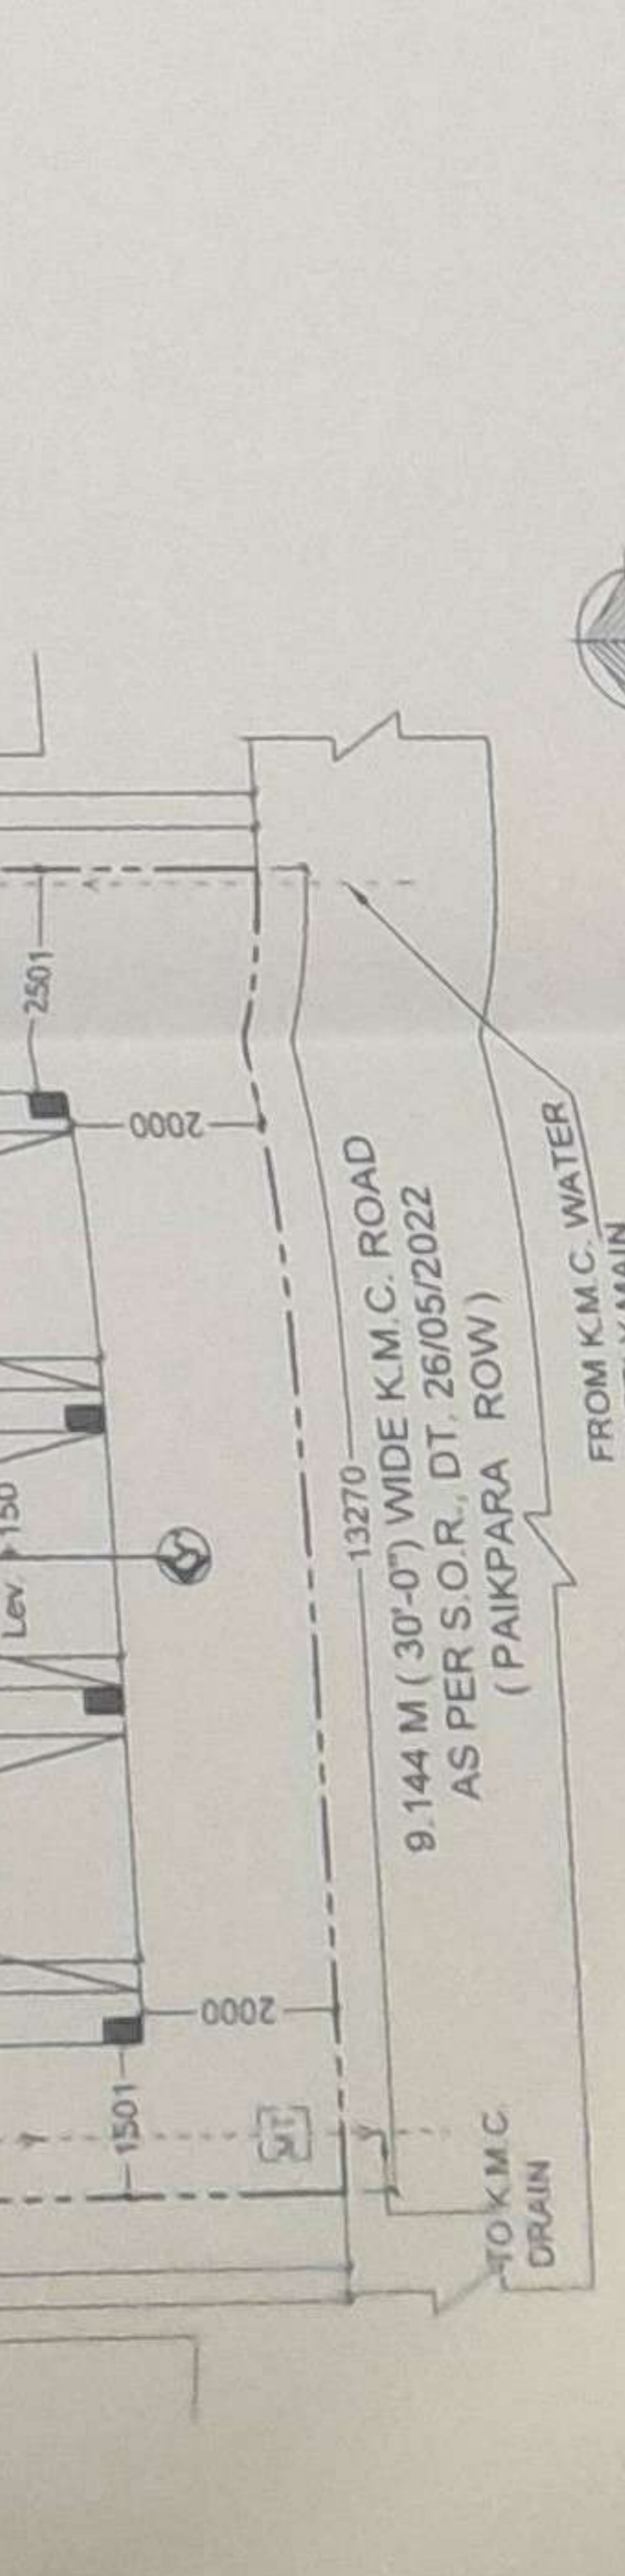 2501
2000
Lev.
150
13270
9.144 M ( 30'-0") WIDE K.M.C. ROAD
AS PER S.O.R., DT. 26/05/2022
( PAIKPARA ROW )
FROM K.M.C. WATER
MAIN
2000
1501
TO K.M.C.
DRAIN